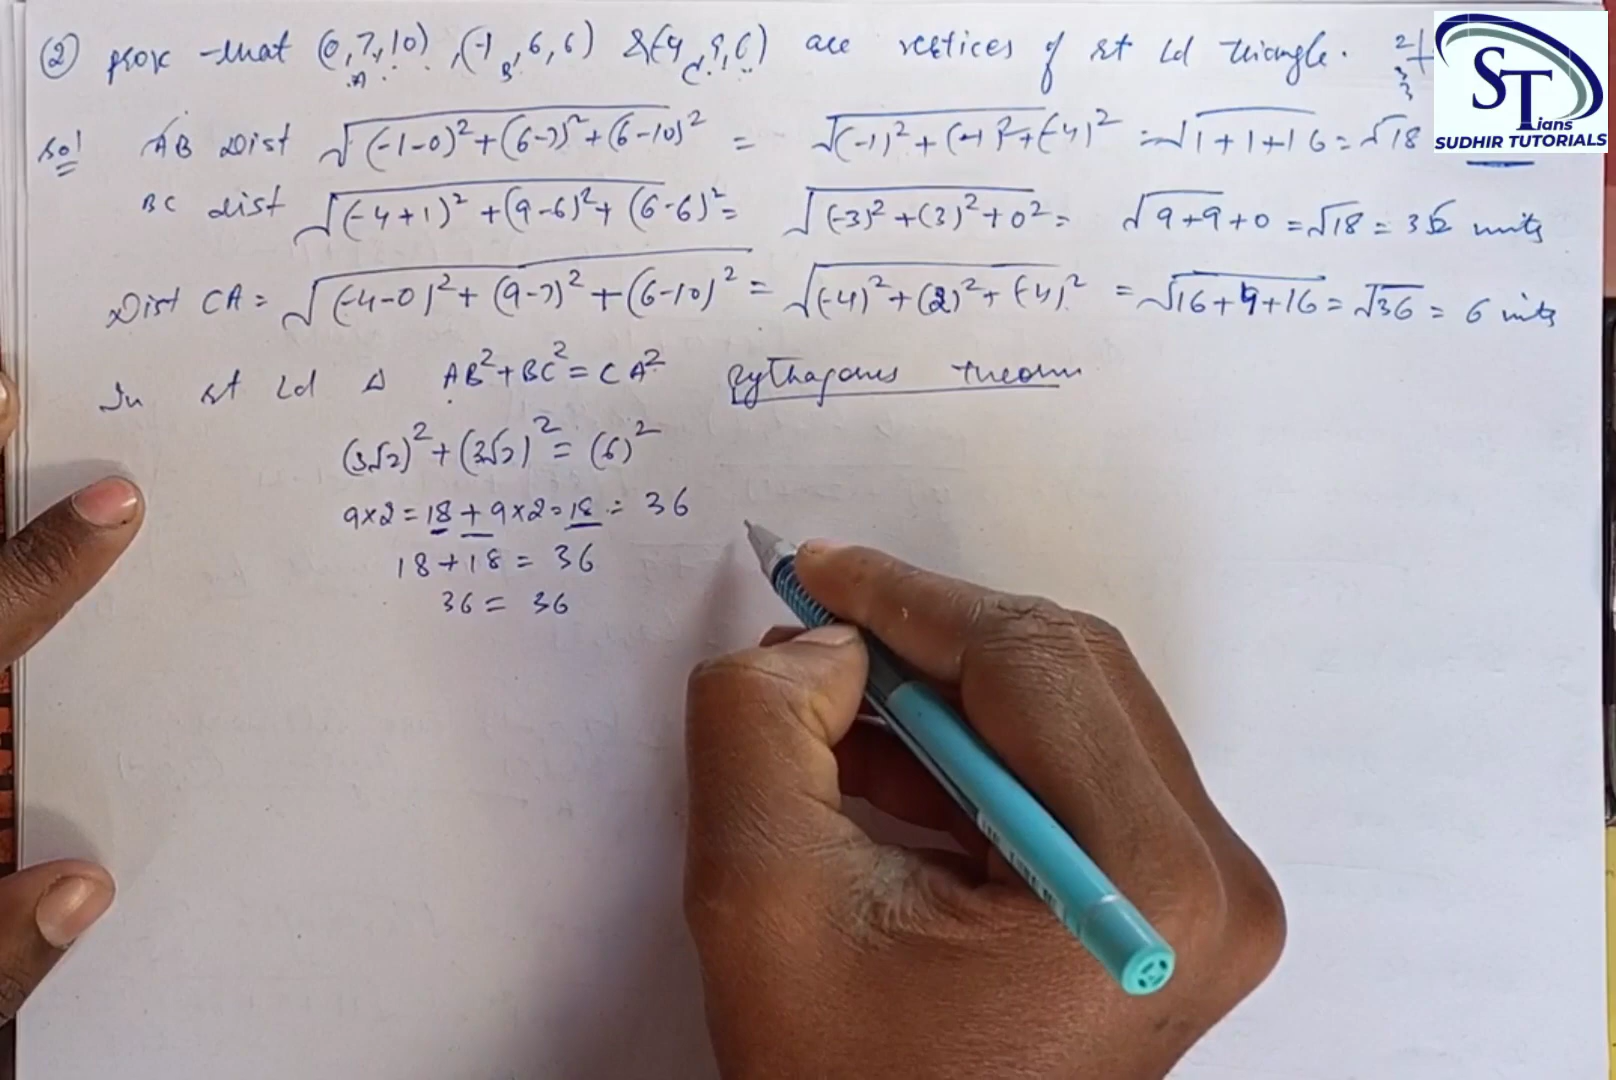 ② prove that (0,7,10), (-1,6,6) & (-4,9,6) are vertices of rt Ld triangle.
A B C
Sol AB Dist √(-1-0)² + (6-7)² + (6-10)² = √(-1)² + (-1)² + (-4)² = √1+1+16 = √18
BC dist √(-4+1)² + (9-6)² + (6-6)² = √(-3)² + (3)² + 0² = √9+9+0 = √18 = 3√2 units
Dist CA = √(-4-0)² + (9-7)² + (6-10)² = √(-4)² + (2)² + (-4)² = √16+4+16 = √36 = 6 units
In rt Ld Δ AB² + BC² = CA² pythagorus theorm
(3√2)² + (3√2)² = (6)²
9×2 = 18 + 9×2 = 18 = 36
18 + 18 = 36
36 = 36
ST
ians
SUDHIR TUTORIALS